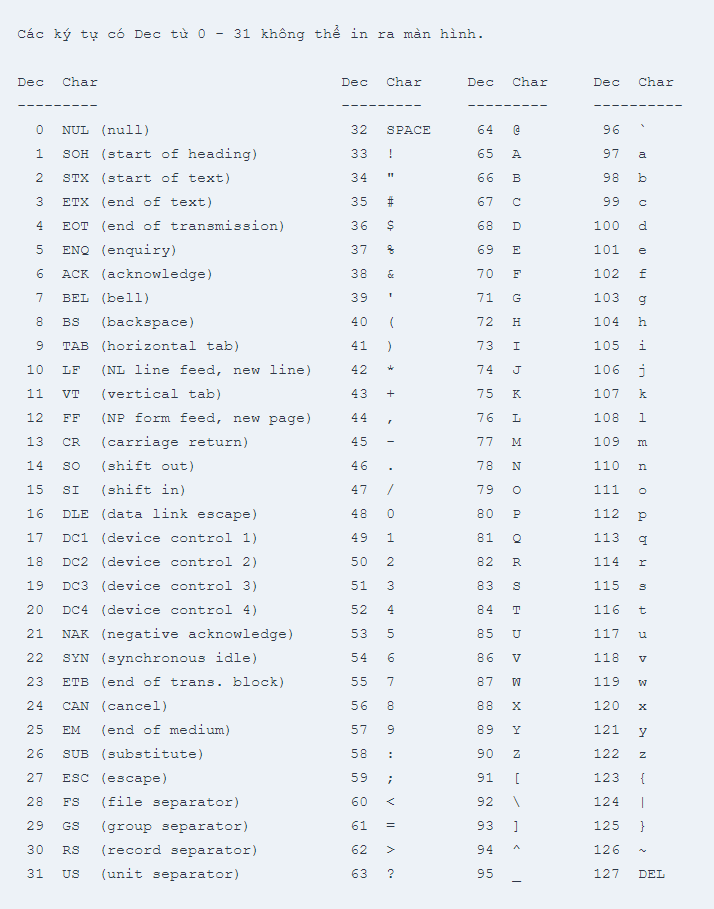 Các ký tự có Dec từ 0 - 31 không thể in ra màn hình.
Dec  Char                           Dec  Char     Dec  Char     Dec  Char
---------                           ---------     ---------     ----------
  0  NUL (null)                      32  SPACE     64  @         96  `
  1  SOH (start of heading)          33  !         65  A         97  a
  2  STX (start of text)             34  "         66  B         98  b
  3  ETX (end of text)               35  #         67  C         99  c
  4  EOT (end of transmission)       36  $         68  D        100  d
  5  ENQ (enquiry)                   37  %         69  E        101  e
  6  ACK (acknowledge)               38  &         70  F        102  f
  7  BEL (bell)                      39  '         71  G        103  g
  8  BS  (backspace)                 40  (         72  H        104  h
  9  TAB (horizontal tab)            41  )         73  I        105  i
 10  LF  (NL line feed, new line)    42  *         74  J        106  j
 11  VT  (vertical tab)              43  +         75  K        107  k
 12  FF  (NP form feed, new page)    44  ,         76  L        108  l
 13  CR  (carriage return)           45  -         77  M        109  m
 14  SO  (shift out)                 46  .         78  N        110  n
 15  SI  (shift in)                  47  /         79  O        111  o
 16  DLE (data link escape)          48  0         80  P        112  p
 17  DC1 (device control 1)          49  1         81  Q        113  q
 18  DC2 (device control 2)          50  2         82  R        114  r
 19  DC3 (device control 3)          51  3         83  S        115  s
 20  DC4 (device control 4)          52  4         84  T        116  t
 21  NAK (negative acknowledge)      53  5         85  U        117  u
 22  SYN (synchronous idle)          54  6         86  V        118  v
 23  ETB (end of trans. block)       55  7         87  W        119  w
 24  CAN (cancel)                    56  8         88  X        120  x
 25  EM  (end of medium)             57  9         89  Y        121  y
 26  SUB (substitute)                58  :         90  Z        122  z
 27  ESC (escape)                    59  ;         91  [        123  {
 28  FS  (file separator)            60  <         92  \        124  |
 29  GS  (group separator)           61  =         93  ]        125  }
 30  RS  (record separator)          62  >         94  ^        126  ~
 31  US  (unit separator)            63  ?         95  _        127  DEL